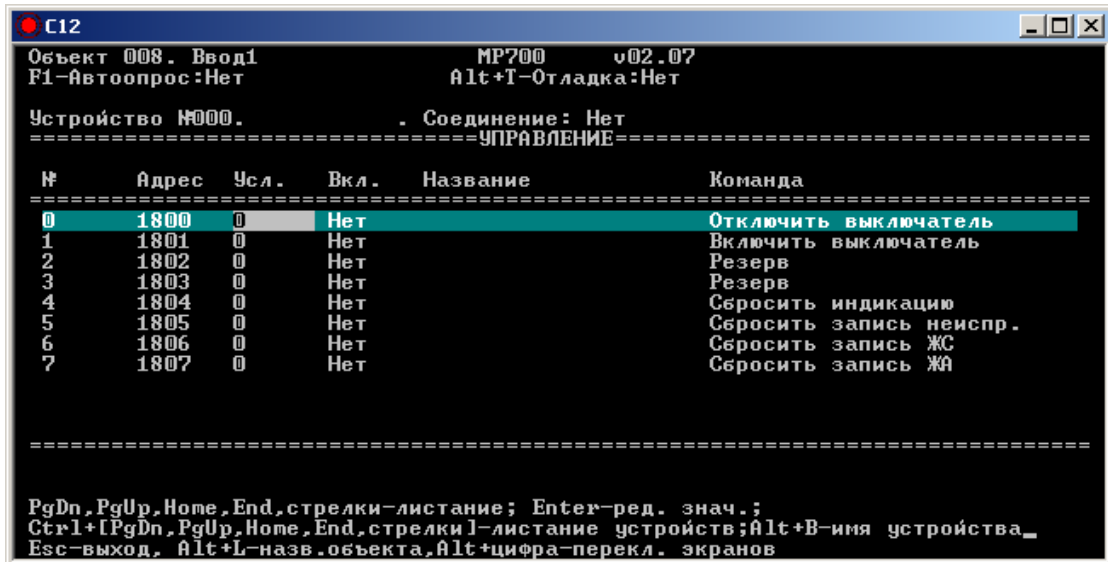 C12
Объект 008. Ввод1 МР700 v02.07
F1-Автоопрос:Нет Alt+T-Отладка:Нет
Устройство №000. . Соединение: Нет
==================================УПРАВЛЕНИЕ====================================
№ Адрес Усл. Вкл. Название Команда
================================================================================
0 1800 0 Нет Отключить выключатель
1 1801 0 Нет Включить выключатель
2 1802 0 Нет Резерв
3 1803 0 Нет Резерв
4 1804 0 Нет Сбросить индикацию
5 1805 0 Нет Сбросить запись неиспр.
6 1806 0 Нет Сбросить запись ЖС
7 1807 0 Нет Сбросить запись ЖА
================================================================================
PgDn,PgUp,Home,End,стрелки-листание; Enter-ред. знач.;
Ctrl+[PgDn,PgUp,Home,End,стрелки]-листание устройств;Alt+B-имя устройства_
Esc-выход, Alt+L-назв.объекта,Alt+цифра-перекл. экранов